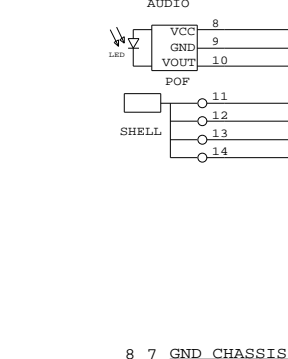 AUDIO
VCC 8
GND 9
LED
VOUT 10
POF
11
12
SHELL 13
14
8 7 GND CHASSIS